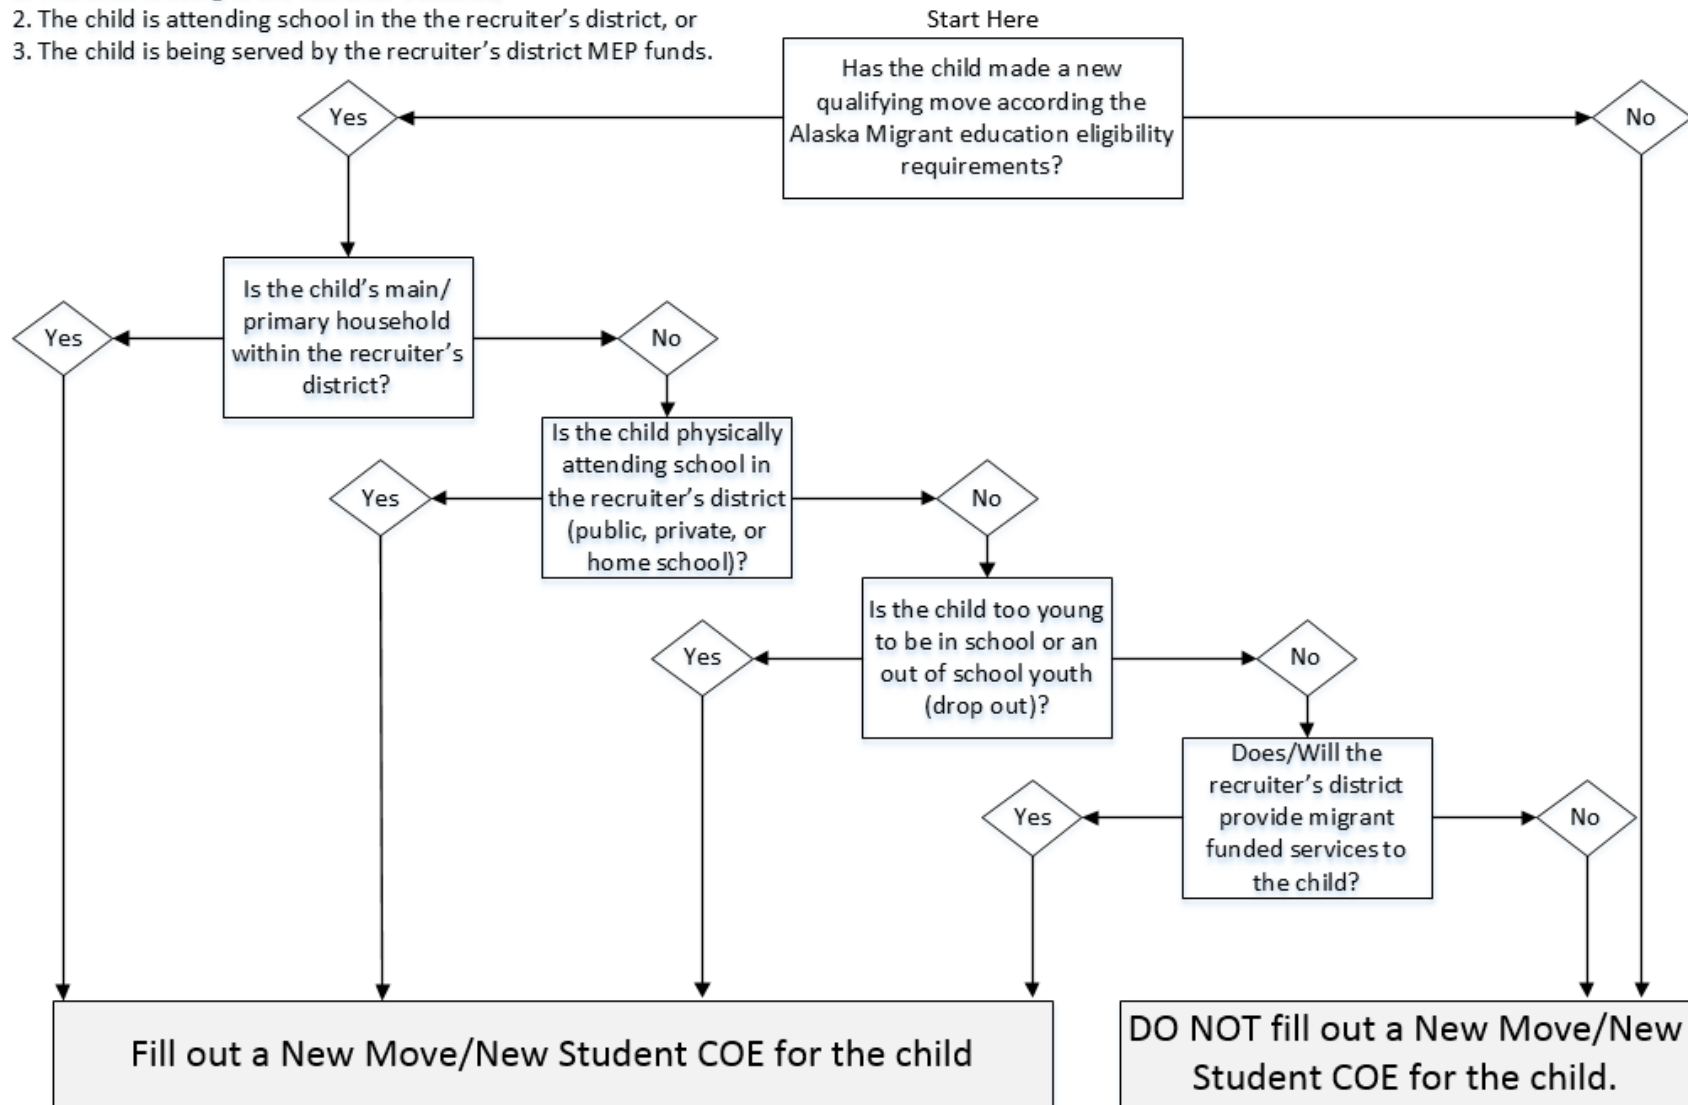 2. The child is attending school in the the recruiter's district, or
3. The child is being served by the recruiter's district MEP funds.
Start Here
Has the child made a new
qualifying move according the
Alaska Migrant education eligibility
requirements?
Yes
No
Is the child's main/
primary household
within the recruiter's
district?
Yes
No
Is the child physically
attending school in
the recruiter's district
(public, private, or
home school)?
Yes
No
Is the child too young
to be in school or an
out of school youth
(drop out)?
Yes
No
Does/Will the
recruiter's district
provide migrant
funded services to
the child?
Yes
No
Fill out a New Move/New Student COE for the child
DO NOT fill out a New Move/New
Student COE for the child.